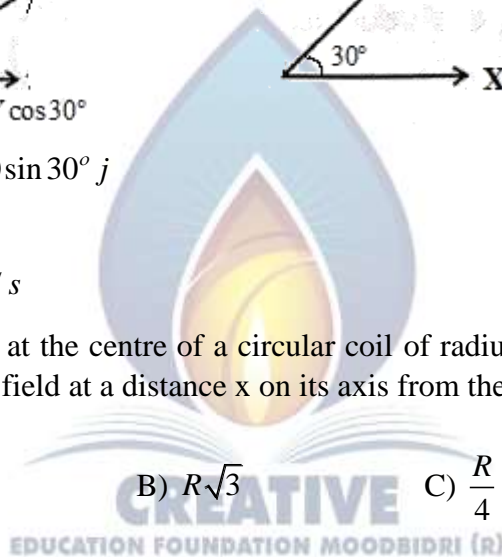 30°
X
cos30°
sin 30° j
s
at the centre of a circular coil of radiu
field at a distance x on its axis from the
B) R√3 C) R/4
CREATIVE
EDUCATION FOUNDATION MOODBIDRI (R)